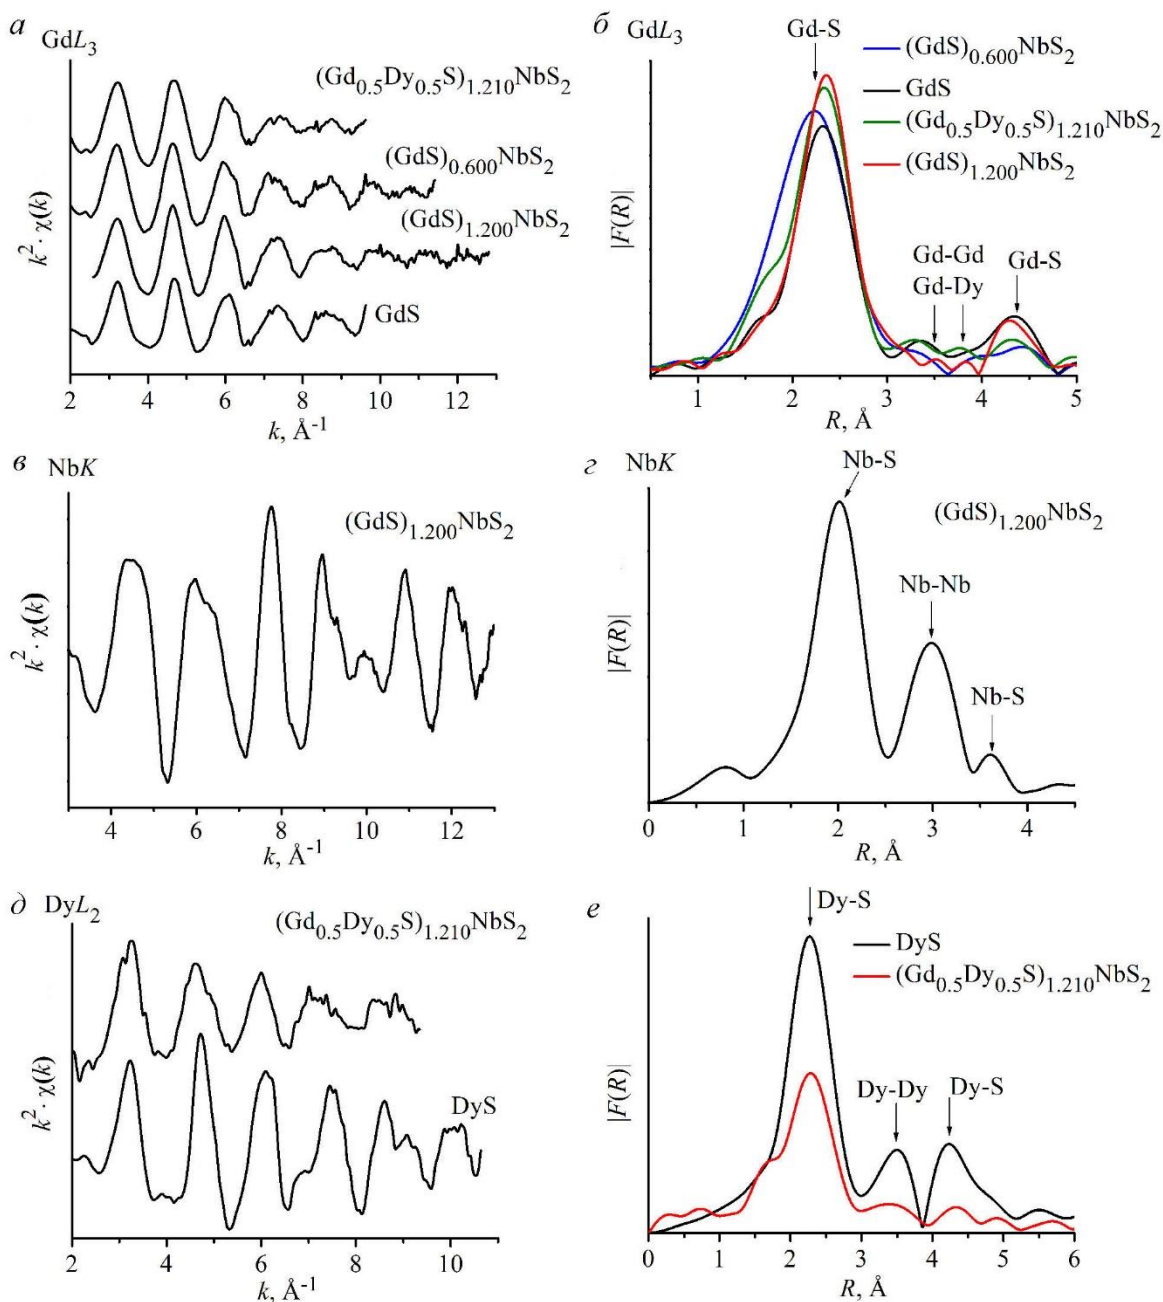 а GdL₃
(Gd₀.₅Dy₀.₅S)₁.₂₁₀NbS₂
(GdS)₀.₆₀₀NbS₂
(GdS)₁.₂₀₀NbS₂
GdS
k² · χ(k)
2 4 6 8 10 12
k, Å⁻¹
б GdL₃
Gd-S
(GdS)₀.₆₀₀NbS₂
GdS
(Gd₀.₅Dy₀.₅S)₁.₂₁₀NbS₂
(GdS)₁.₂₀₀NbS₂
Gd-Gd
Gd-Dy
Gd-S
|F(R)|
1 2 3 4 5
R, Å
в NbK
(GdS)₁.₂₀₀NbS₂
k² · χ(k)
4 6 8 10 12
k, Å⁻¹
г NbK
Nb-S
(GdS)₁.₂₀₀NbS₂
Nb-Nb
Nb-S
|F(R)|
0 1 2 3 4
R, Å
д DyL₂
(Gd₀.₅Dy₀.₅S)₁.₂₁₀NbS₂
DyS
k² · χ(k)
2 4 6 8 10
k, Å⁻¹
е
Dy-S
DyS
(Gd₀.₅Dy₀.₅S)₁.₂₁₀NbS₂
Dy-Dy
Dy-S
|F(R)|
0 1 2 3 4 5 6
R, Å